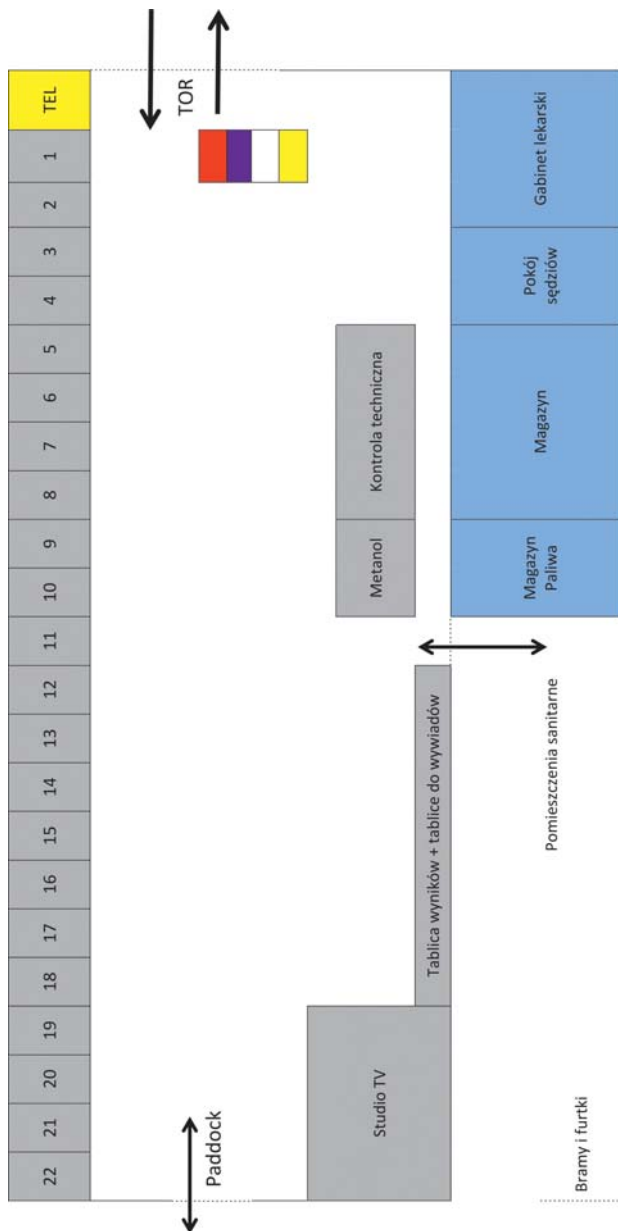 22
21
20
19
18
17
16
15
14
13
12
11
10
9
8
7
6
5
4
3
2
1
TEL
Paddock
TOR
Studio TV
Metanol
Kontrola techniczna
Tablica wyników + tablice do wywiadów
Magazyn
Paliwa
Magazyn
Pokój
sędziów
Gabinet lekarski
Pomieszczenia sanitarne
Bramy i furtki